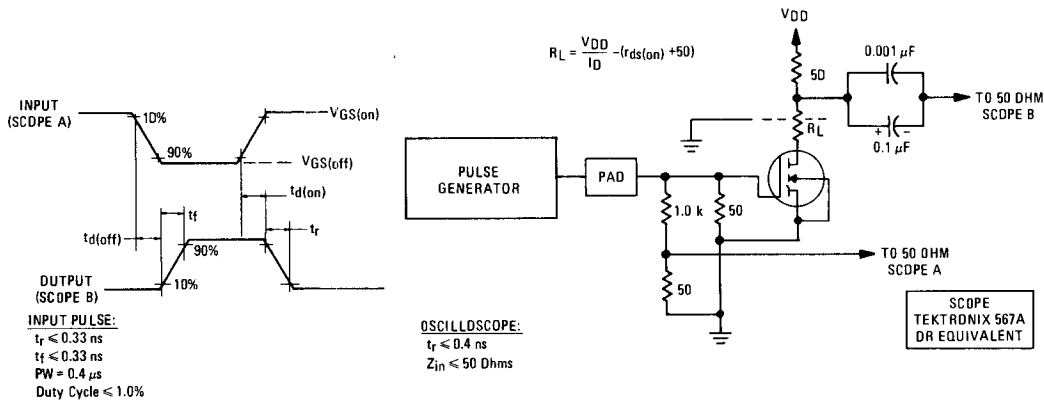 INPUT
(SCOPE A)
10%
90%
VGS(on)
VGS(off)
td(on)
tf
td(off)
tr
90%
10%
OUTPUT
(SCOPE B)
INPUT PULSE:
tr ≤ 0.33 ns
tf ≤ 0.33 ns
PW = 0.4 μs
Duty Cycle ≤ 1.0%
RL = VDD/ID -(rds(on) +50)
VDD
50
0.001 μF
TO 50 OHM
SCOPE B
RL
+ -
0.1 μF
PULSE
GENERATOR
PAD
1.0 k
50
TO 50 OHM
SCOPE A
50
OSCILLOSCOPE:
tr ≤ 0.4 ns
Zin ≤ 50 Ohms
SCOPE
TEKTRONIX 567A
OR EQUIVALENT